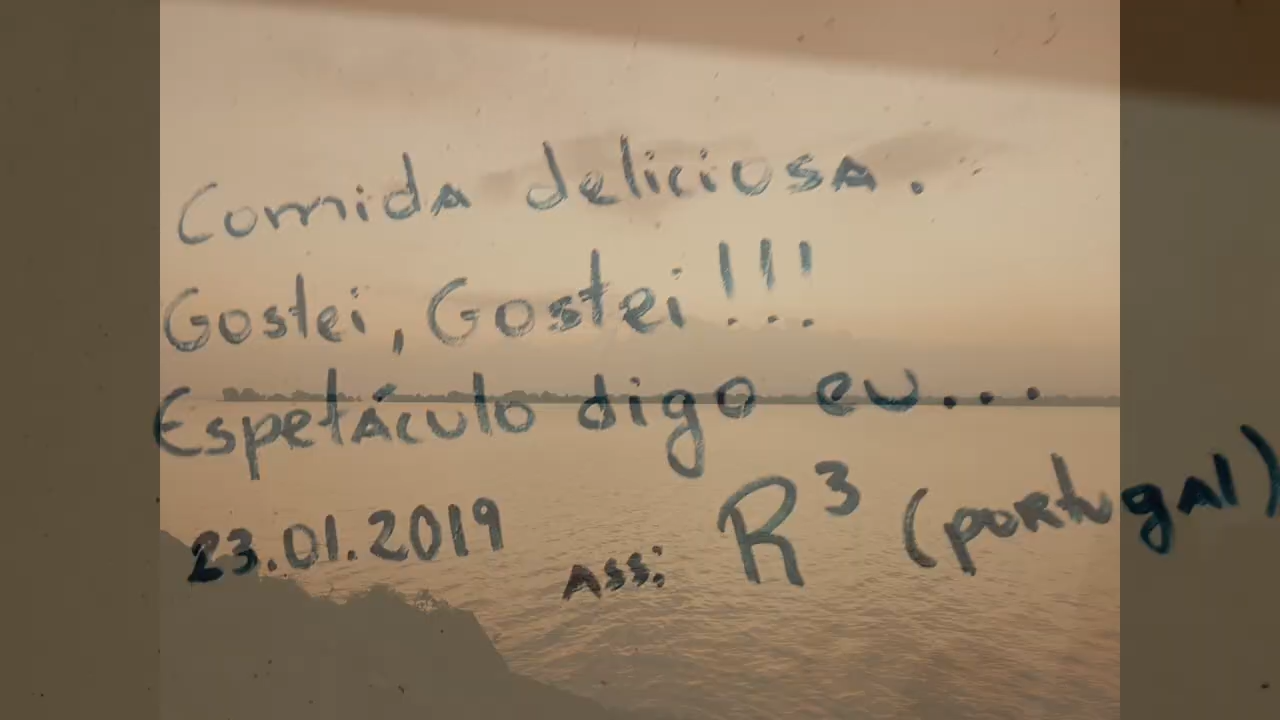 Comida deliciosa.
Gostei, Gostei!!!
Espetáculo digo eu...
23.01.2019 Ass: R³ (portugal)